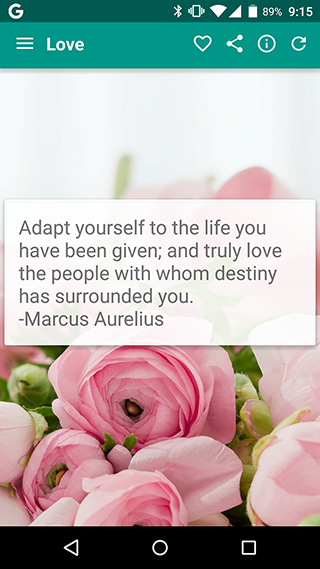 G 89% 9:15
Love
Adapt yourself to the life you
have been given; and truly love
the people with whom destiny
has surrounded you.
-Marcus Aurelius